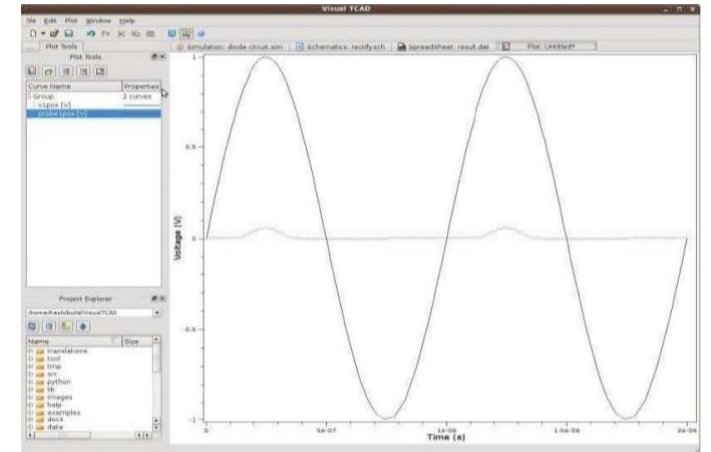 Visual TCAD
File Edit Plot Window Help
Plot Tools
Simulation: diode-circuit.sim
Schematics: rectify.sch
Spreadsheet: result.dat
Plot: Untitled*
Plot Tools
Curve Name Properties
Group 2 curves
v1pos [V]
probe1pos [V]
Project Explorer
Name Size
translations
tool
tmp
src
python
lib
images
help
examples
docs
data
1
0.5
0
-0.5
-1
Voltage [V]
0 5e-07 1e-06 1.5e-06 2e-06
Time [s]